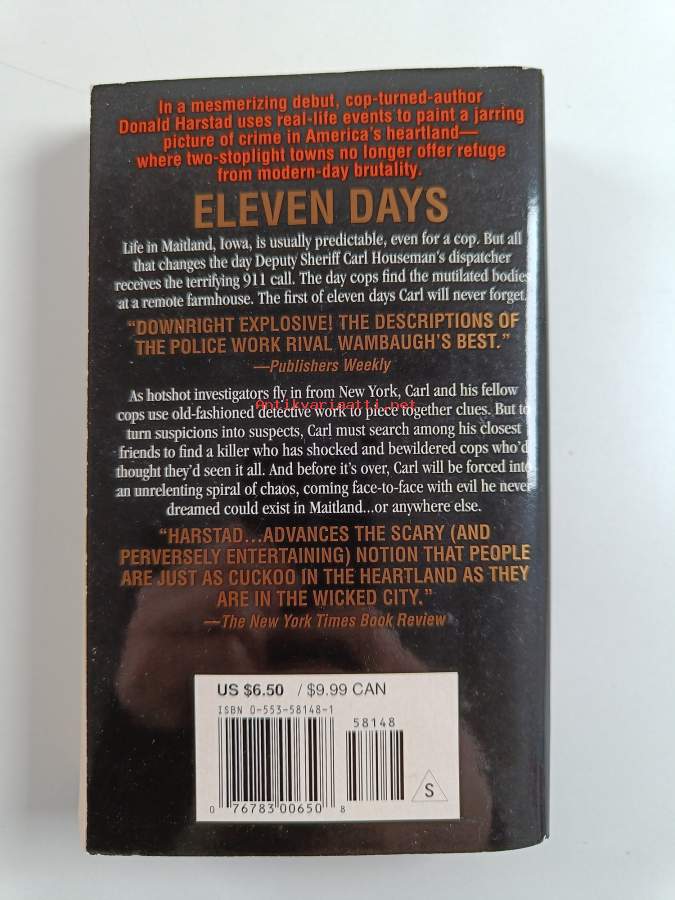 In a mesmerizing debut, cop-turned-author
Donald Harstad uses real-life events to paint a jarring
picture of crime in America's heartland—
where two-stoplight towns no longer offer refuge
from modern-day brutality.
ELEVEN DAYS
Life in Maitland, Iowa, is usually predictable, even for a cop. But all
that changes the day Deputy Sheriff Carl Houseman's dispatcher
receives the terrifying 911 call. The day cops find the mutilated bodies
at a remote farmhouse. The first of eleven days Carl will never forget.
"DOWNRIGHT EXPLOSIVE! THE DESCRIPTIONS OF
THE POLICE WORK RIVAL WAMBAUGH'S BEST."
—Publishers Weekly
As hotshot investigators fly in from New York, Carl and his fellow
Antikvariaatti.net
cops use old-fashioned detective work to piece together clues. But to
turn suspicions into suspects, Carl must search among his closest
friends to find a killer who has shocked and bewildered cops who'd
thought they'd seen it all. And before it's over, Carl will be forced into
an unrelenting spiral of chaos, coming face-to-face with evil he never
dreamed could exist in Maitland...or anywhere else.
"HARSTAD...ADVANCES THE SCARY (AND
PERVERSELY ENTERTAINING) NOTION THAT PEOPLE
ARE JUST AS CUCKOO IN THE HEARTLAND AS THEY
ARE IN THE WICKED CITY."
—The New York Times Book Review
US $6.50 / $9.99 CAN
ISBN 0-553-58148-1
58148
S
0 76783 00650 8